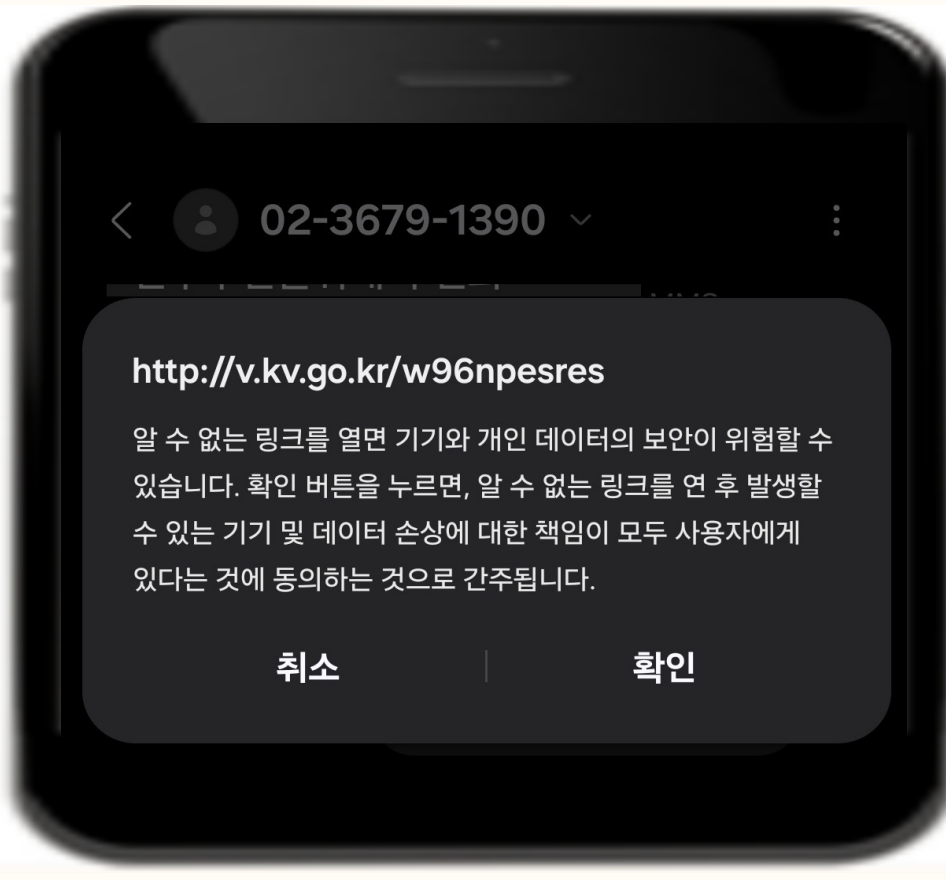 02-3679-1390
http://v.kv.go.kr/w96npesres
알 수 없는 링크를 열면 기기와 개인 데이터의 보안이 위험할 수
있습니다. 확인 버튼을 누르면, 알 수 없는 링크를 연 후 발생할
수 있는 기기 및 데이터 손상에 대한 책임이 모두 사용자에게
있다는 것에 동의하는 것으로 간주됩니다.
취소
확인